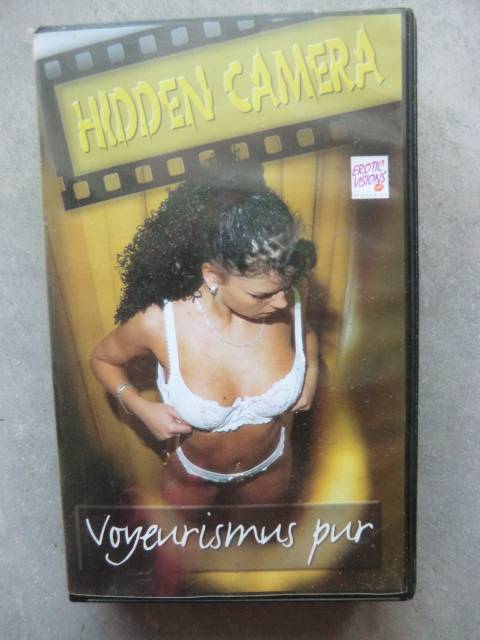 HIDDEN CAMERA
EROTIC
VISIONS
Voyeurismus pur